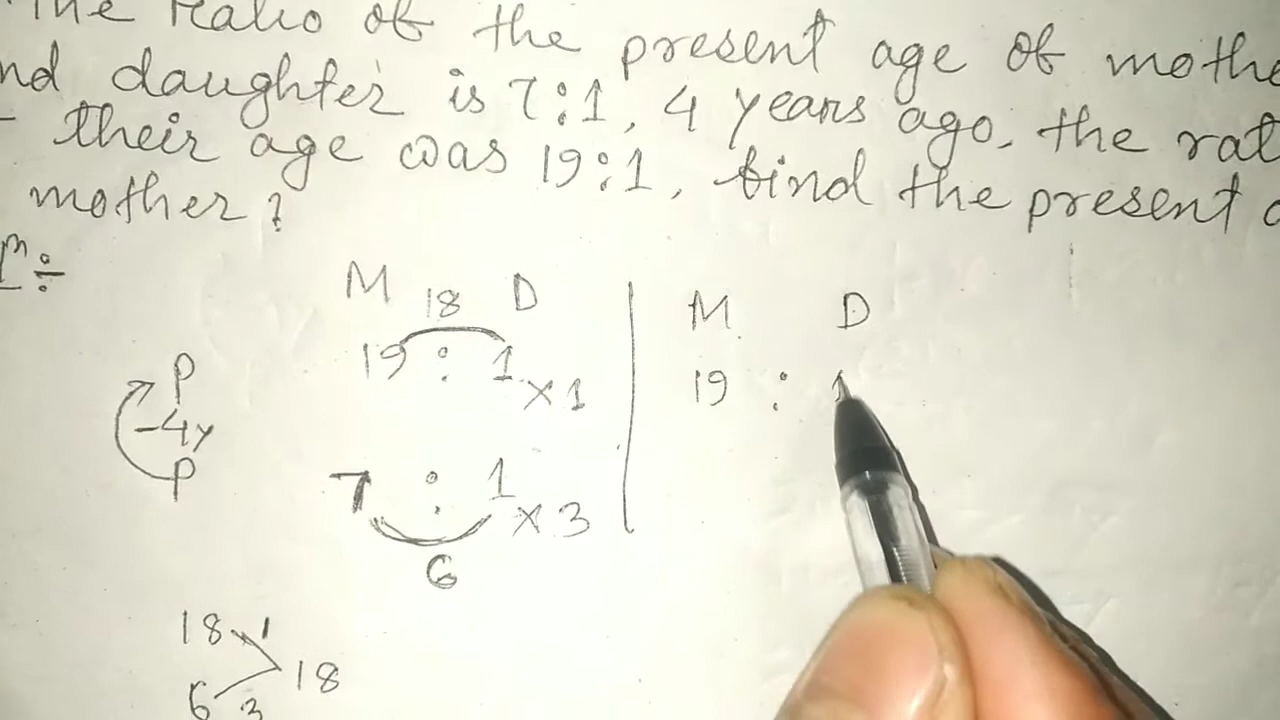 The ratio of the present age of mothe
nd daughter is 7:1, 4 years ago, the rat
their age was 19:1, find the present a
mother?
M 18 D
19 : 1 ×1
P
-4y
P
7 : 1 ×3
6
18 1
18
6 3
M D
19 : 1